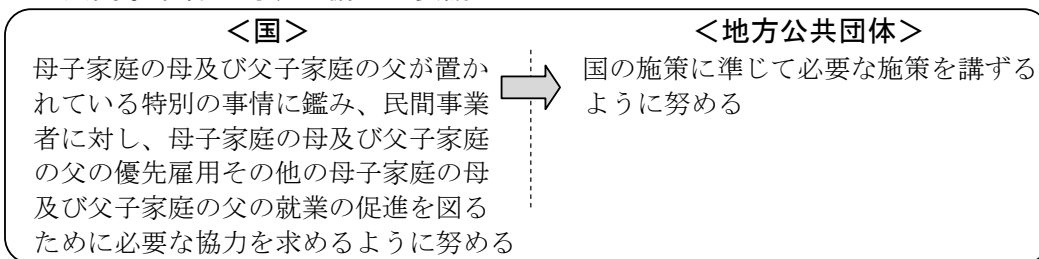 <国>
母子家庭の母及び父子家庭の父が置か
れている特別の事情に鑑み、民間事業
者に対し、母子家庭の母及び父子家庭
の父の優先雇用その他の母子家庭の母
及び父子家庭の父の就業の促進を図る
ために必要な協力を求めるように努める
<地方公共団体>
国の施策に準じて必要な施策を講ずる
ように努める